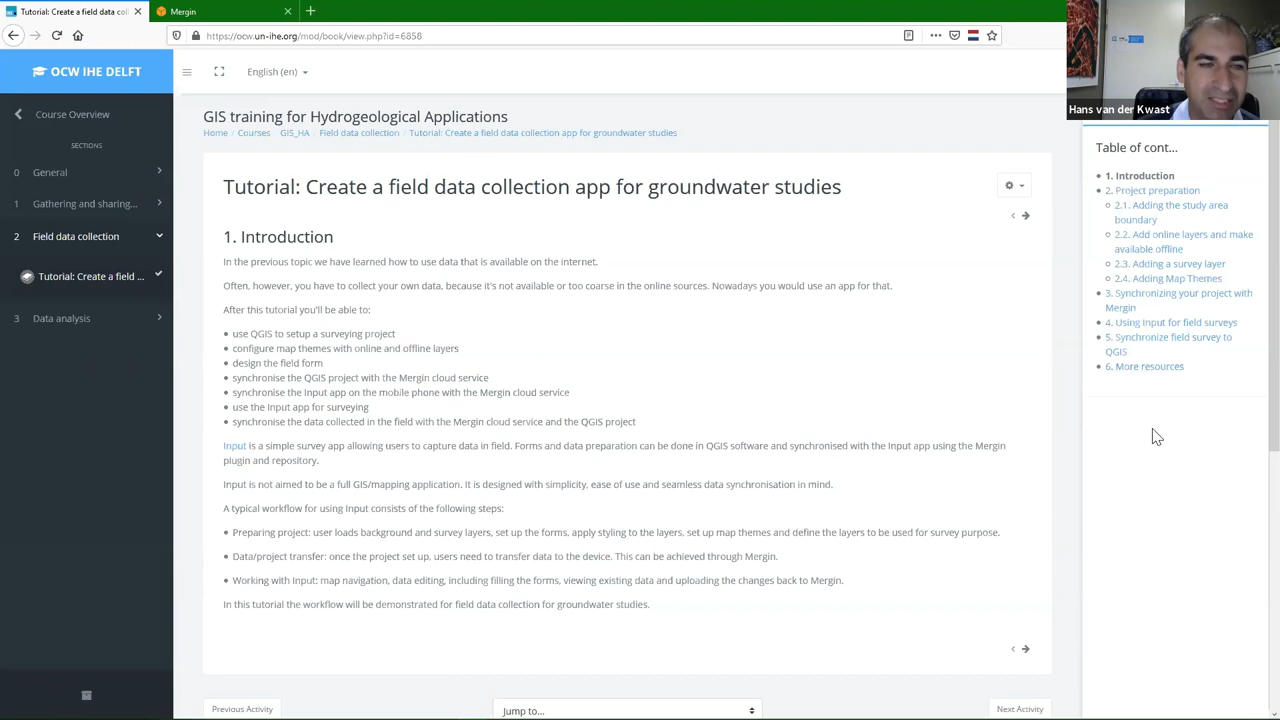 Tutorial: Create a field data col
Mergin
https://ocw.un-ihe.org/mod/book/view.php?id=6858
OCW IHE DELFT
English (en)
Hans van der Kwast
Course Overview
SECTIONS
0 General
1 Gathering and sharing...
2 Field data collection
Tutorial: Create a field ...
3 Data analysis
GIS training for Hydrogeological Applications
Home / Courses GIS_HA / Field data collection / Tutorial: Create a field data collection app for groundwater studies
Tutorial: Create a field data collection app for groundwater studies
1. Introduction
In the previous topic we have learned how to use data that is available on the internet.
Often, however, you have to collect your own data, because it's not available or too coarse in the online sources. Nowadays you would use an app for that.
After this tutorial you'll be able to:
• use QGIS to setup a surveying project
• configure map themes with online and offline layers
• design the field form
• synchronise the QGIS project with the Mergin cloud service
• synchronise the Input app on the mobile phone with the Mergin cloud service
• use the Input app for surveying
• synchronise the data collected in the field with the Mergin cloud service and the QGIS project
Input is a simple survey app allowing users to capture data in field. Forms and data preparation can be done in QGIS software and synchronised with the Input app using the Mergin
plugin and repository.
Input is not aimed to be a full GIS/mapping application. It is designed with simplicity, ease of use and seamless data synchronisation in mind.
A typical workflow for using Input consists of the following steps:
• Preparing project: user loads background and survey layers, set up the forms, apply styling to the layers, set up map themes and define the layers to be used for survey purpose.
• Data/project transfer: once the project set up, users need to transfer data to the device. This can be achieved through Mergin.
• Working with Input: map navigation, data editing, including filling the forms, viewing existing data and uploading the changes back to Mergin.
In this tutorial the workflow will be demonstrated for field data collection for groundwater studies.
Previous Activity
Jump to...
Next Activity
Table of cont...
• 1. Introduction
• 2. Project preparation
2.1. Adding the study area
boundary
2.2. Add online layers and make
available offline
2.3. Adding a survey layer
2.4. Adding Map Themes
• 3. Synchronizing your project with
Mergin
• 4. Using Input for field surveys
• 5. Synchronize field survey to
QGIS
• 6. More resources